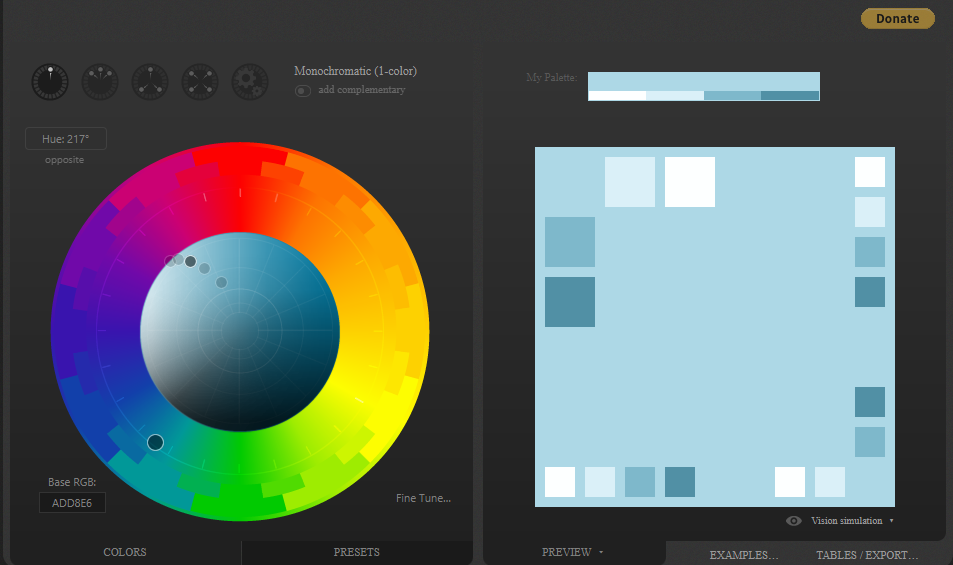 Donate
Monochromatic (1-color)
add complementary
My Palette:
Hue: 217°
opposite
Base RGB:
ADD8E6
Fine Tune...
Vision simulation ▾
COLORS
PRESETS
PREVIEW ▾
EXAMPLES...
TABLES / EXPORT...